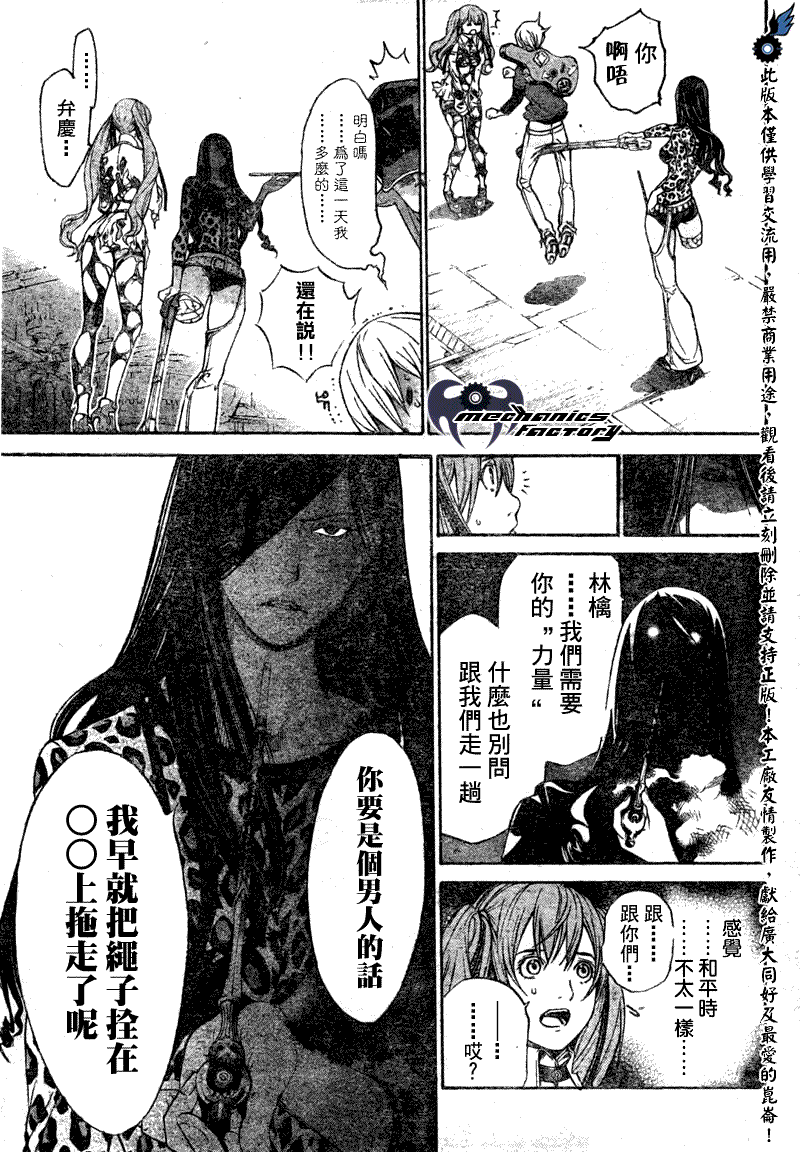 你
啊唔
明白嗎
……為了這一天我
……多麼的……
……
弁慶…
還在説!!
mechanics
factory
林檎
……我們需要
你的”力量“
什麼也別問
跟我們走一趟
感覺
……和平時
不太一樣……
跟……
跟你們……
——
……哎?
你要是個男人的話
我早就把繩子拴在
○○上拖走了呢
此版本僅供學習交流用，嚴禁商業用途，觀看後請立刻刪除並請支持正版！本工廠友情製作，獻給廣大同好及最愛的崑崙！